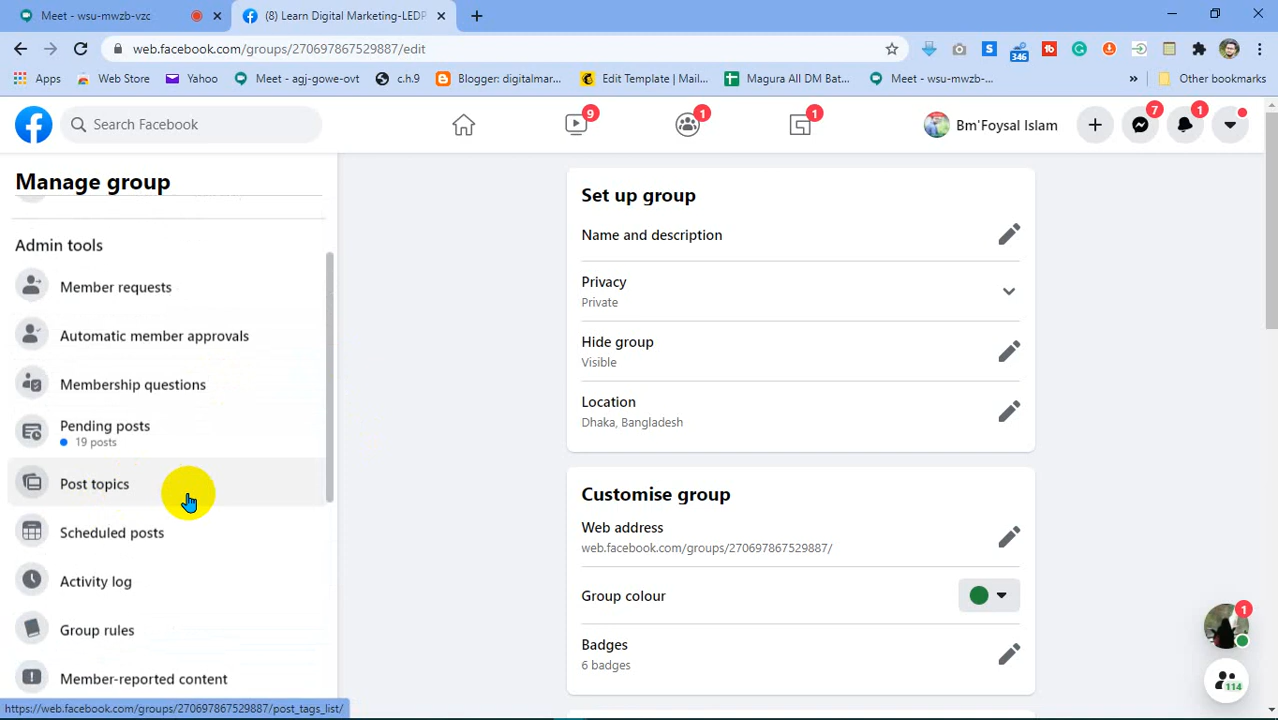 Meet - wsu-mwzb-vzc
(8) Learn Digital Marketing-LEDP
web.facebook.com/groups/270697867529887/edit
346
Apps
Web Store
Yahoo
Meet - agj-gowe-ovt
c.h.9
Blogger: digitalmar...
Edit Template | Mail...
Magura All DM Bat...
Meet - wsu-mwzb-...
Other bookmarks
Search Facebook
9
1
1
Bm'Foysal Islam
7
1
Manage group
Admin tools
Member requests
Automatic member approvals
Membership questions
Pending posts
19 posts
Post topics
Scheduled posts
Activity log
Group rules
Member-reported content
Set up group
Name and description
Privacy
Private
Hide group
Visible
Location
Dhaka, Bangladesh
Customise group
Web address
web.facebook.com/groups/270697867529887/
Group colour
Badges
6 badges
1
114
https://web.facebook.com/groups/270697867529887/post_tags_list/